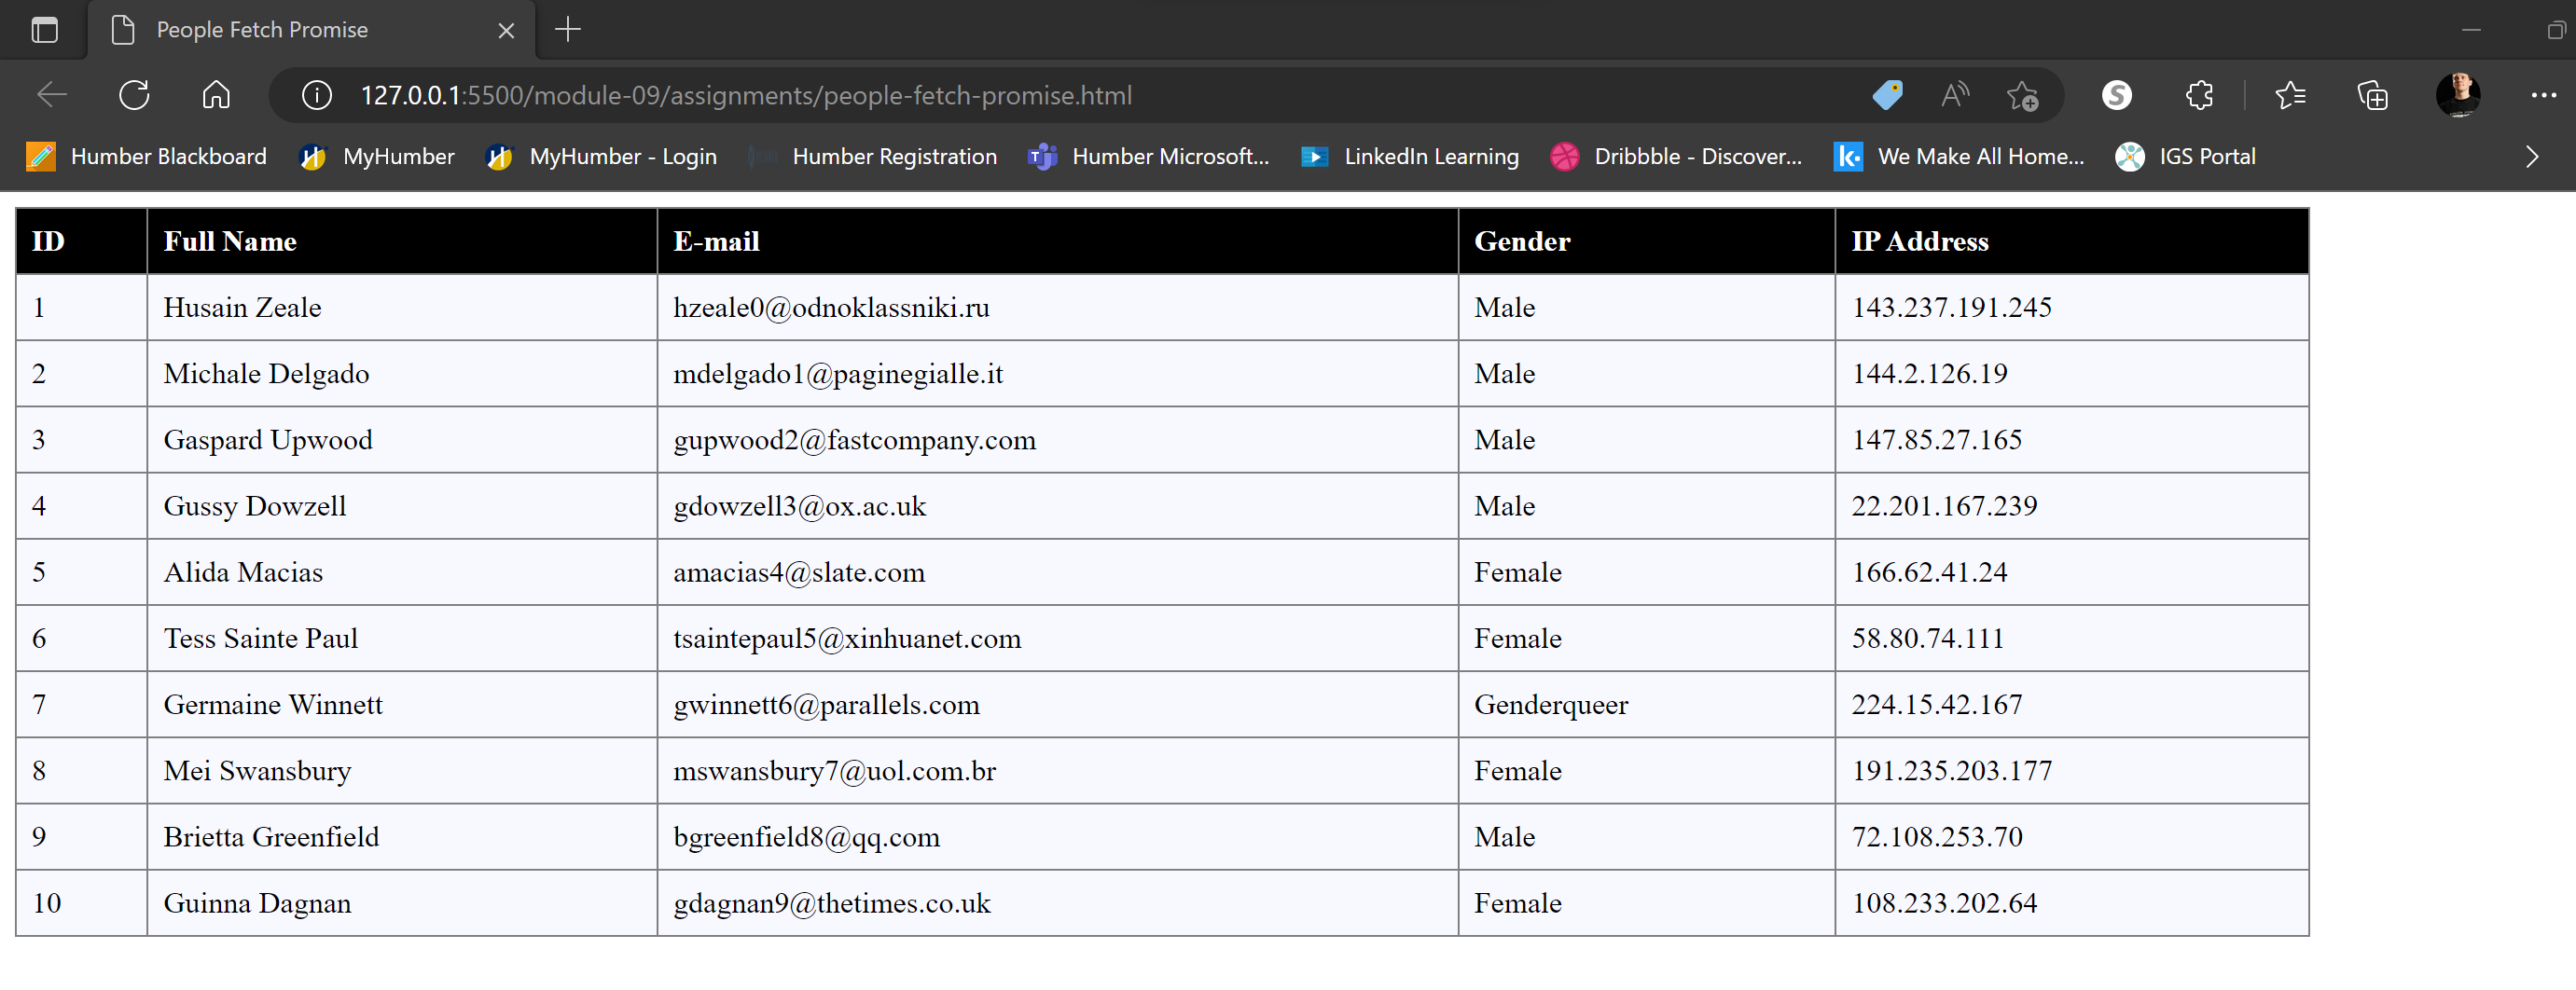 People Fetch Promise
127.0.0.1:5500/module-09/assignments/people-fetch-promise.html
Humber Blackboard MyHumber MyHumber - Login Humber Registration Humber Microsoft... LinkedIn Learning Dribbble - Discover... We Make All Home... IGS Portal
ID Full Name E-mail Gender IP Address
1 Husain Zeale hzeale0@odnoklassniki.ru Male 143.237.191.245
2 Michale Delgado mdelgado1@paginegialle.it Male 144.2.126.19
3 Gaspard Upwood gupwood2@fastcompany.com Male 147.85.27.165
4 Gussy Dowzell gdowzell3@ox.ac.uk Male 22.201.167.239
5 Alida Macias amacias4@slate.com Female 166.62.41.24
6 Tess Sainte Paul tsaintepaul5@xinhuanet.com Female 58.80.74.111
7 Germaine Winnett gwinnett6@parallels.com Genderqueer 224.15.42.167
8 Mei Swansbury mswansbury7@uol.com.br Female 191.235.203.177
9 Brietta Greenfield bgreenfield8@qq.com Male 72.108.253.70
10 Guinna Dagnan gdagnan9@thetimes.co.uk Female 108.233.202.64